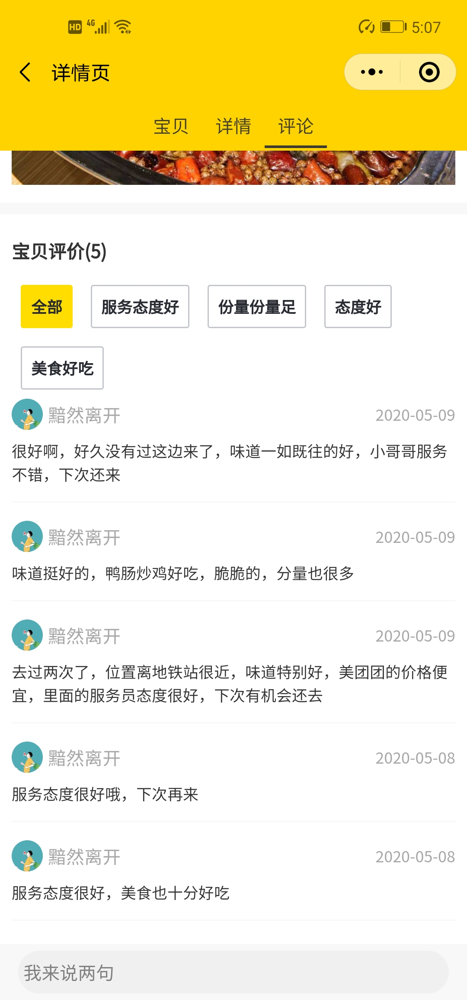 HD 4G 5:07
详情页
宝贝 详情 评论
宝贝评价(5)
全部 服务态度好 份量份量足 态度好
美食好吃
黯然离开 2020-05-09
很好啊，好久没有过这边来了，味道一如既往的好，小哥哥服务
不错，下次还来
黯然离开 2020-05-09
味道挺好的，鸭肠炒鸡好吃，脆脆的，分量也很多
黯然离开 2020-05-09
去过两次了，位置离地铁站很近，味道特别好，美团团的价格便
宜，里面的服务员态度很好，下次有机会还去
黯然离开 2020-05-08
服务态度很好哦，下次再来
黯然离开 2020-05-08
服务态度很好，美食也十分好吃
我来说两句